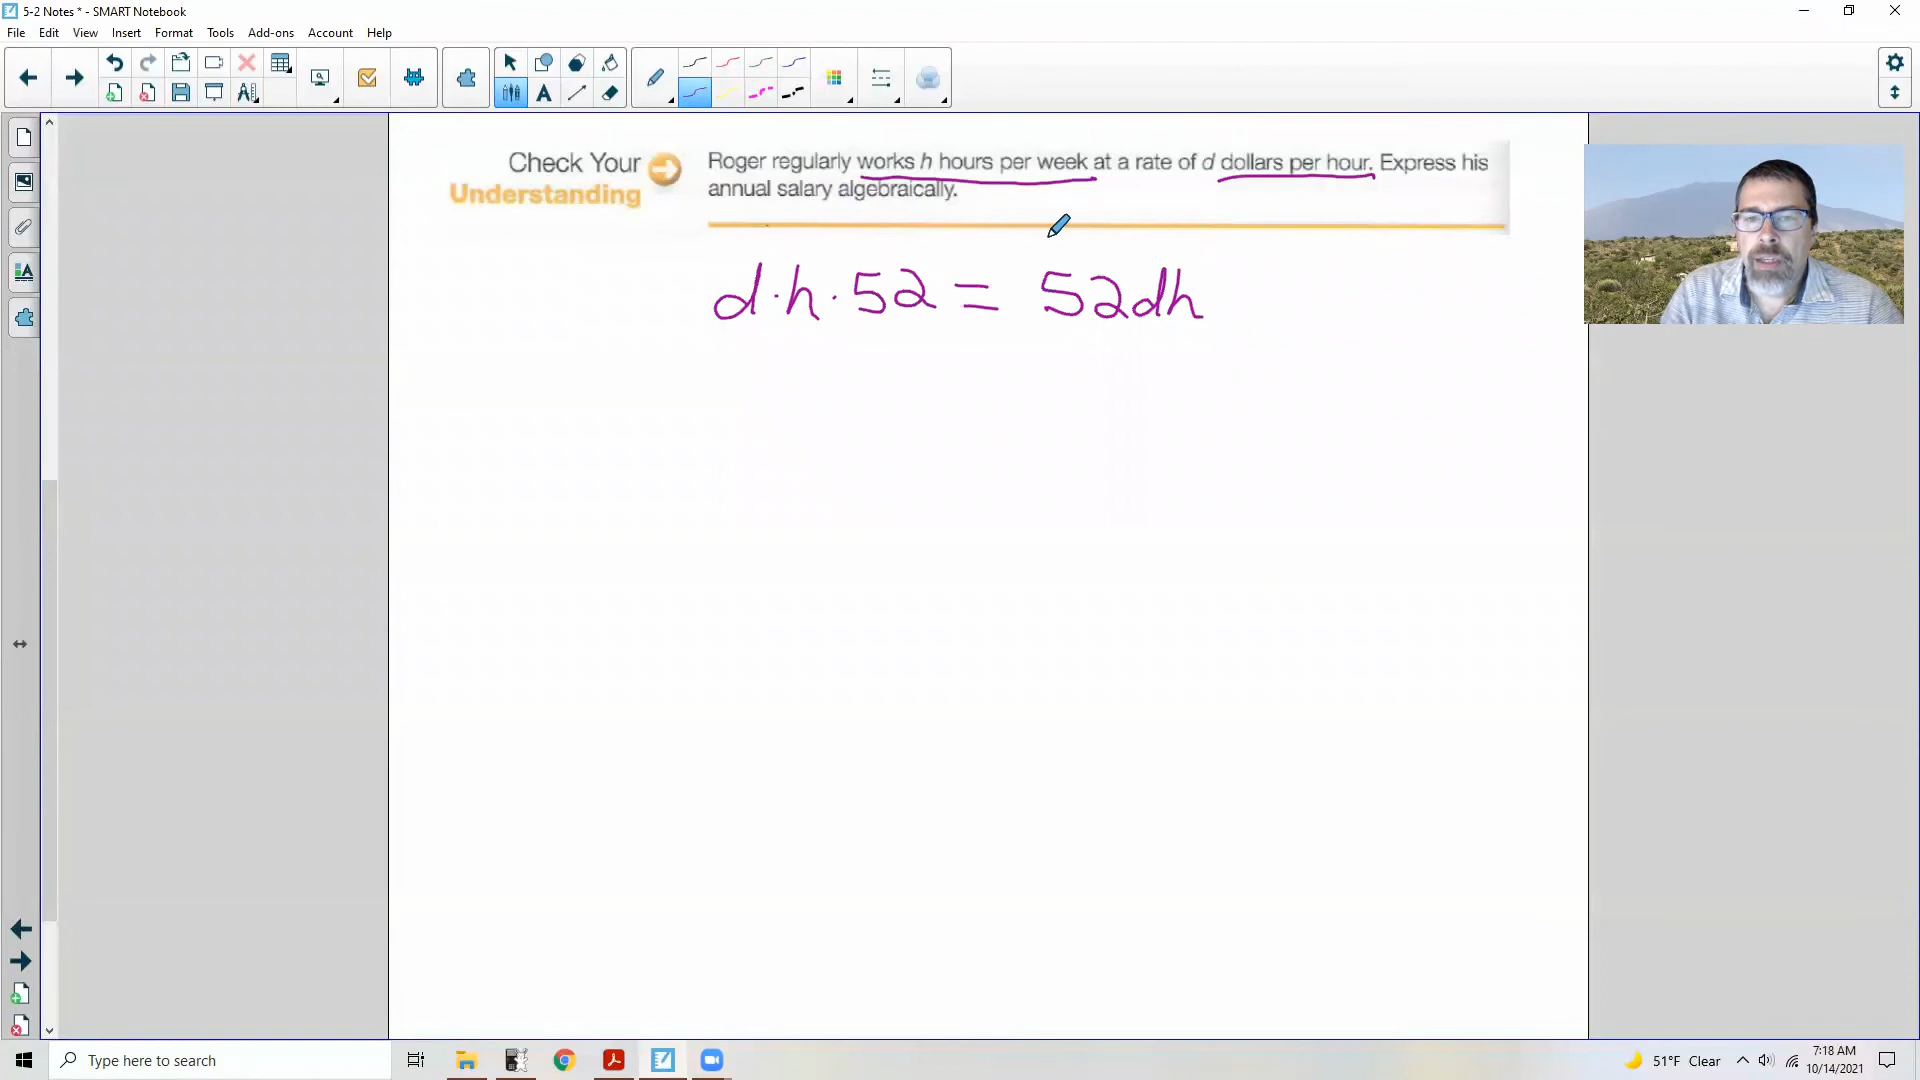 5-2 Notes * - SMART Notebook
File Edit View Insert Format Tools Add-ons Account Help
Check Your
Understanding
Roger regularly works h hours per week at a rate of d dollars per hour. Express his
annual salary algebraically.
d·h·52 = 52dh
Type here to search
51°F Clear
7:18 AM
10/14/2021